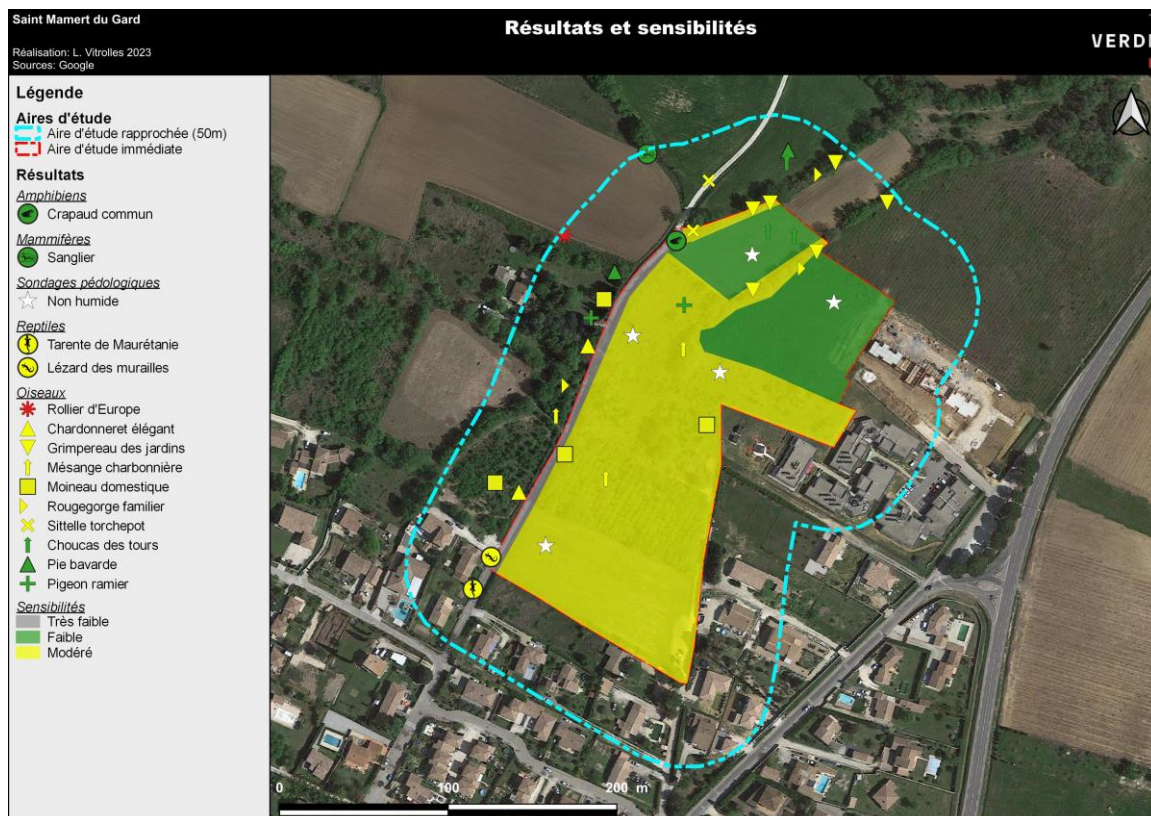 Saint Mamert du Gard
Résultats et sensibilités
Réalisation: L. Vitrolles 2023
Sources: Google
Légende
Aires d'étude
Aire d'étude rapprochée (50m)
Aire d'étude immédiate
Résultats
Amphibiens
Crapaud commun
Mammifères
Sanglier
Sondages pédologiques
Non humide
Reptiles
Tarente de Maurétanie
Lézard des murailles
Oiseaux
Rollier d'Europe
Chardonneret élégant
Grimpereau des jardins
Mésange charbonnière
Moineau domestique
Rougegorge familier
Sittelle torchepot
Choucas des tours
Pie bavarde
Pigeon ramier
Sensibilités
Très faible
Faible
Modéré
0 100 200 m